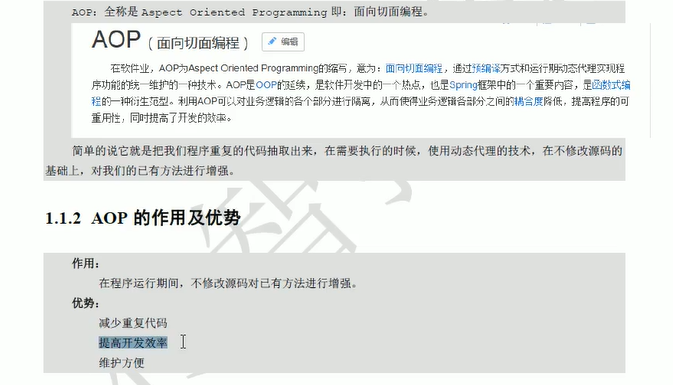 AOP：全称是 Aspect Oriented Programming 即：面向切面编程。
AOP（面向切面编程） 编辑
在软件业，AOP为Aspect Oriented Programming的缩写，意为：面向切面编程，通过预编译方式和运行期动态代理实现程
序功能的统一维护的一种技术。AOP是OOP的延续，是软件开发中的一个热点，也是Spring框架中的一个重要内容，是函数式编
程的一种衍生范型。利用AOP可以对业务逻辑的各个部分进行隔离，从而使得业务逻辑各部分之间的耦合度降低，提高程序的可
重用性，同时提高了开发的效率。
简单的说它就是把我们程序重复的代码抽取出来，在需要执行的时候，使用动态代理的技术，在不修改源码的
基础上，对我们的已有方法进行增强。
1.1.2 AOP 的作用及优势
作用：
在程序运行期间，不修改源码对已有方法进行增强。
优势：
减少重复代码
提高开发效率
维护方便